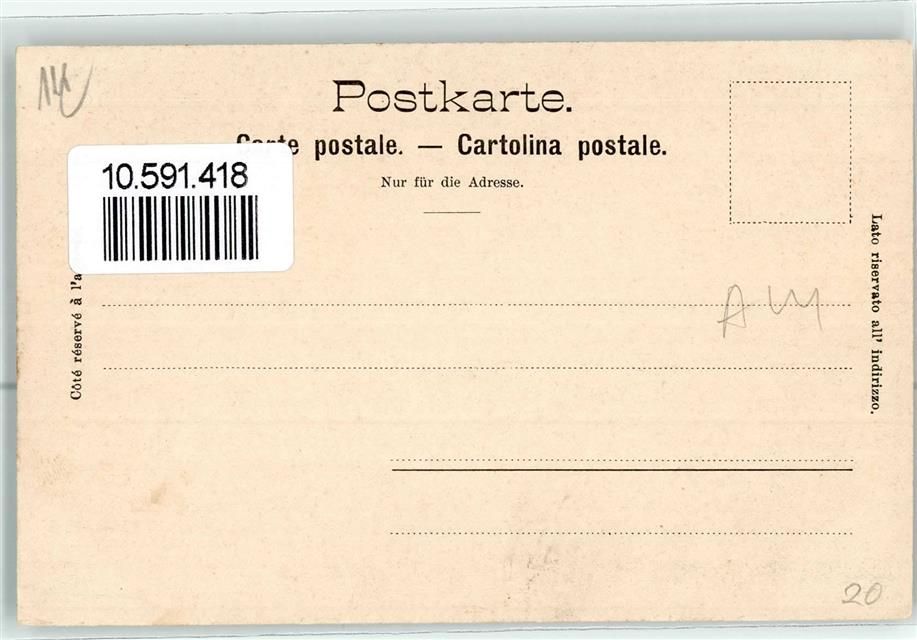 Postkarte.
Carte postale. — Cartolina postale.
Nur für die Adresse.
10.591.418
Côté réservé à l'a
Lato riservato all' indirizzo.
20